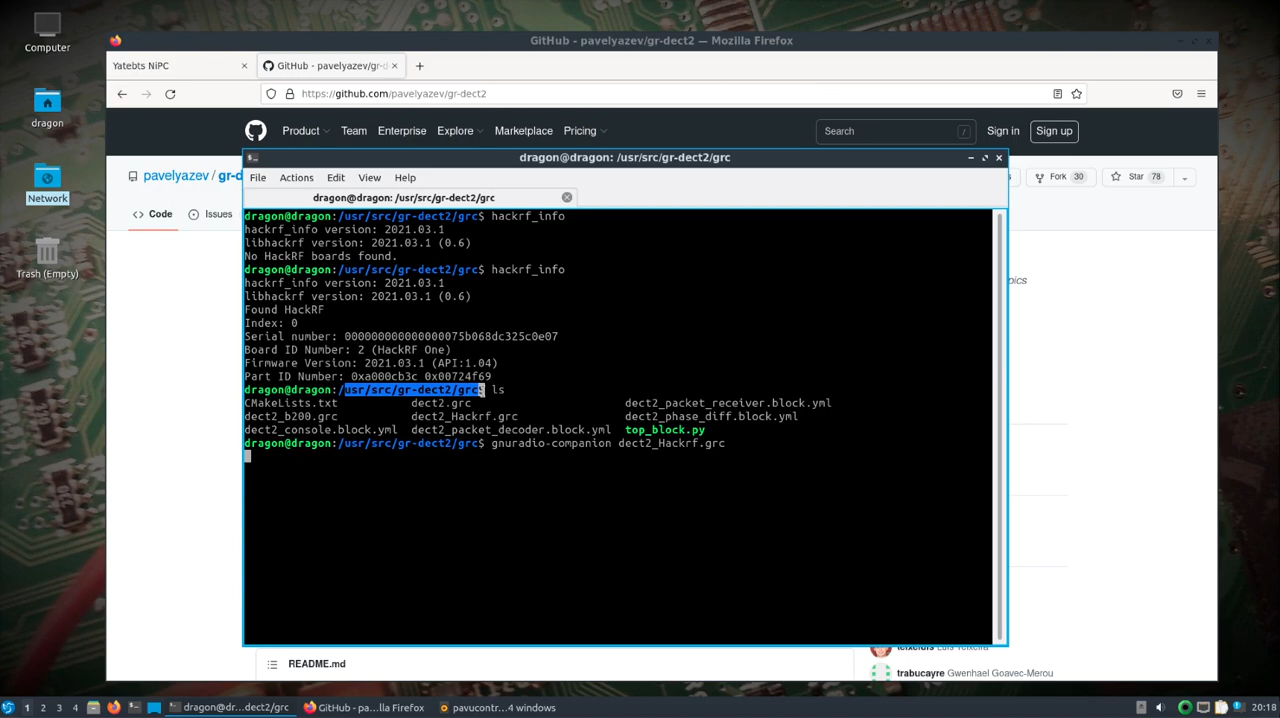 Computer
dragon
Network
Trash (Empty)
GitHub - pavelyazev/gr-dect2 — Mozilla Firefox
Yatebts NiPC
GitHub - pavelyazev/gr-d
https://github.com/pavelyazev/gr-dect2
Product
Team
Enterprise
Explore
Marketplace
Pricing
Search
/
Sign in
Sign up
pavelyazev / gr-d
Fork 30
Star 78
Code
Issues
dragon@dragon: /usr/src/gr-dect2/grc
File Actions Edit View Help
dragon@dragon: /usr/src/gr-dect2/grc
dragon@dragon:/usr/src/gr-dect2/grc$ hackrf_info
hackrf_info version: 2021.03.1
libhackrf version: 2021.03.1 (0.6)
No HackRF boards found.
dragon@dragon:/usr/src/gr-dect2/grc$ hackrf_info
hackrf_info version: 2021.03.1
libhackrf version: 2021.03.1 (0.6)
Found HackRF
Index: 0
Serial number: 000000000000000075b068dc325c0e07
Board ID Number: 2 (HackRF One)
Firmware Version: 2021.03.1 (API:1.04)
Part ID Number: 0xa000cb3c 0x00724f69
dragon@dragon:/usr/src/gr-dect2/grc$ ls
CMakeLists.txt dect2.grc dect2_packet_receiver.block.yml
dect2_b200.grc dect2_Hackrf.grc dect2_phase_diff.block.yml
dect2_console.block.yml dect2_packet_decoder.block.yml top_block.py
dragon@dragon:/usr/src/gr-dect2/grc$ gnuradio-companion dect2_Hackrf.grc
README.md
trabucayre Gwenhael Goavec-Merou
1 2 3 4
dragon@dr...dect2/grc
GitHub - pa...lla Firefox
pavucontr...4 windows
20:18